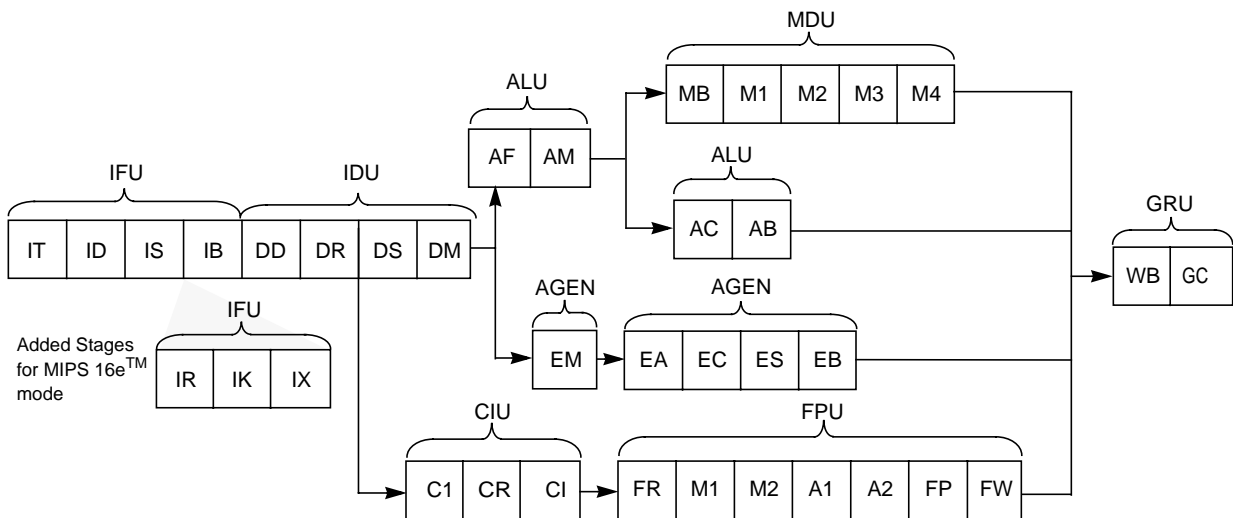 MDU
MB M1 M2 M3 M4
ALU
AF AM
ALU
AC AB
IFU IDU
IT ID IS IB DD DR DS DM
GRU
WB GC
AGEN AGEN
EM EA EC ES EB
IFU
Added Stages
for MIPS 16e™
mode
IR IK IX
CIU FPU
C1 CR CI FR M1 M2 A1 A2 FP FW